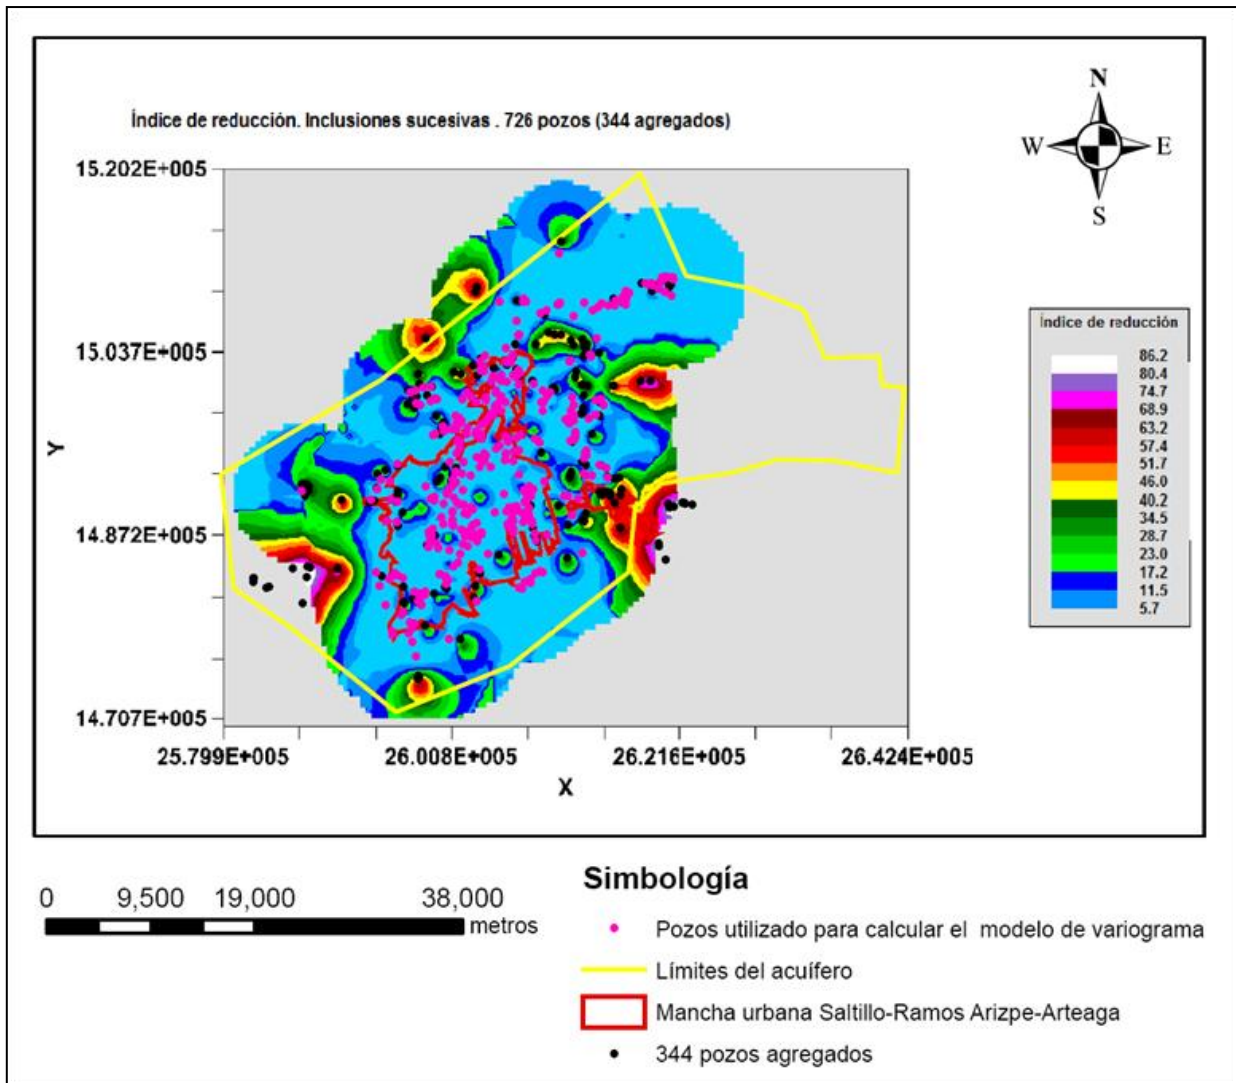 Índice de reducción. Inclusiones sucesivas . 726 pozos (344 agregados)
N
W E
S
15.202E+005
15.037E+005
14.872E+005
14.707E+005
Y
25.799E+005 26.008E+005 26.216E+005 26.424E+005
X
Índice de reducción
86.2
80.4
74.7
68.9
63.2
57.4
51.7
46.0
40.2
34.5
28.7
23.0
17.2
11.5
5.7
0 9,500 19,000 38,000
metros
Simbología
Pozos utilizado para calcular el modelo de variograma
Límites del acuífero
Mancha urbana Saltillo-Ramos Arizpe-Arteaga
344 pozos agregados